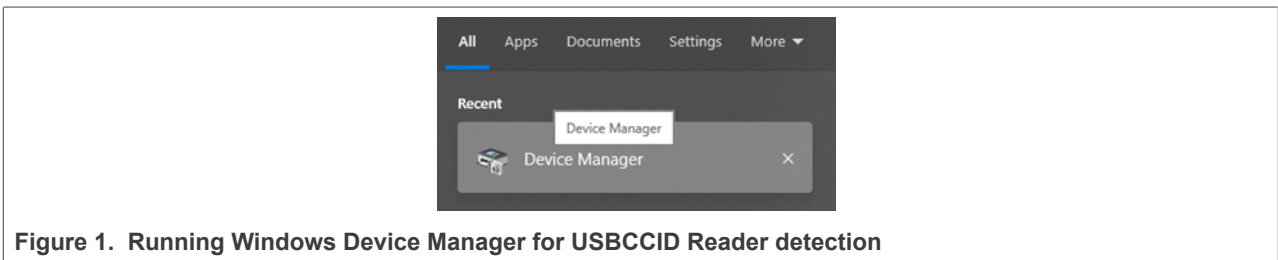 All Apps Documents Settings More
Recent
Device Manager
Device Manager
Figure 1. Running Windows Device Manager for USBCCID Reader detection